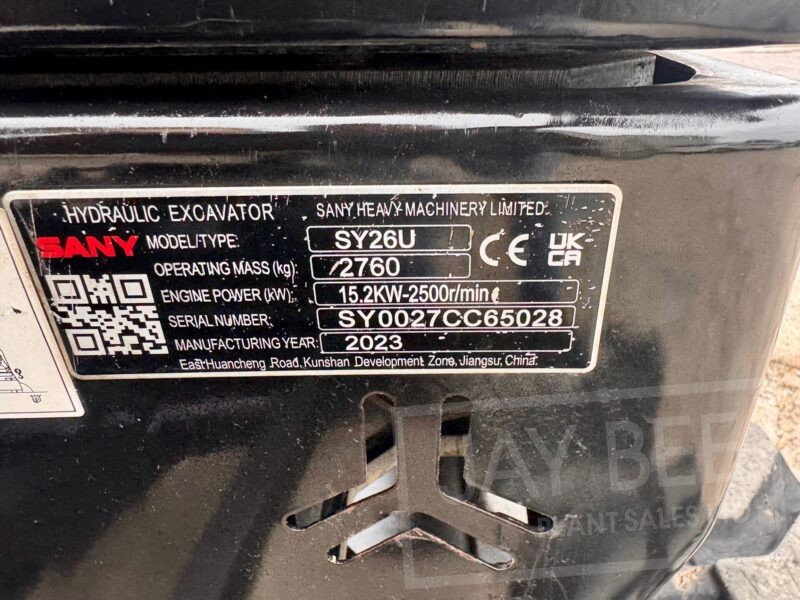 HYDRAULIC EXCAVATOR SANY HEAVY MACHINERY LIMITED
SANY MODEL/TYPE: SY26U CE UK CA
OPERATING MASS (kg): 2760
ENGINE POWER (kW): 15.2KW-2500r/min
SERIAL NUMBER: SY0027CC65028
MANUFACTURING YEAR: 2023
East Huancheng Road, Kunshan Development Zone, Jiangsu, China.
JAY BEE
PLANT SALES